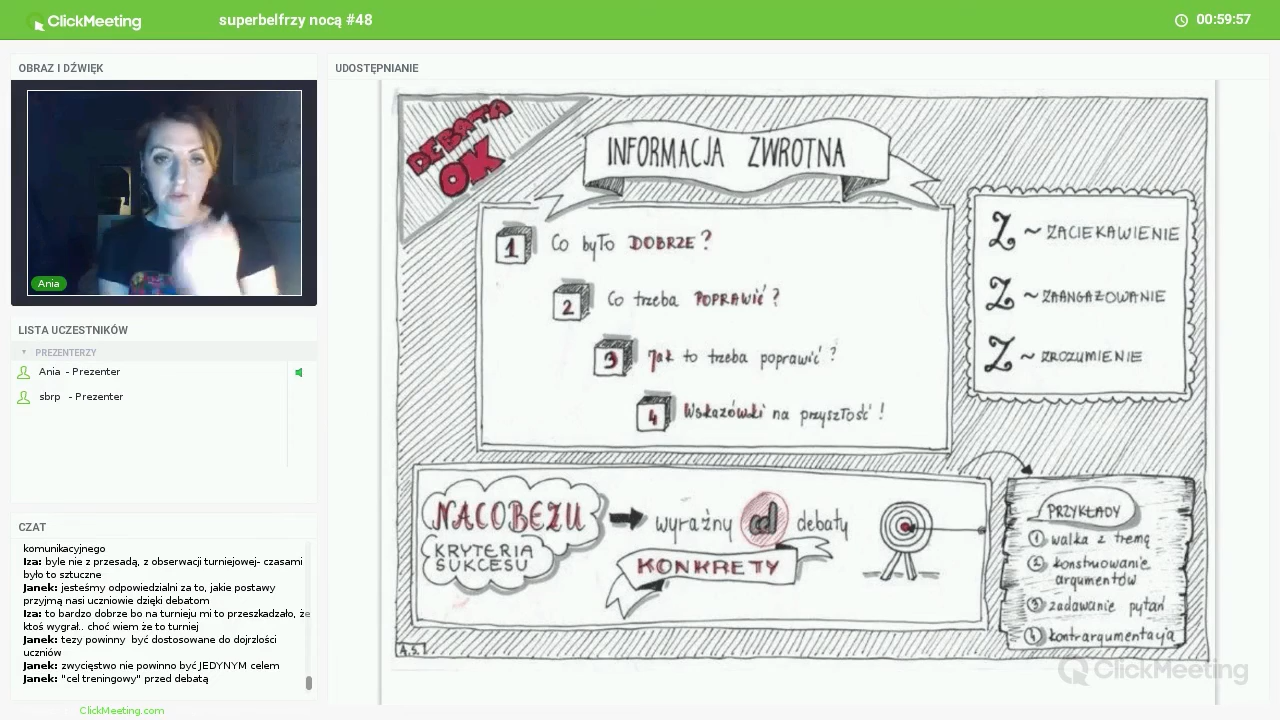 ClickMeeting
superbelfrzy nocą #48
00:59:57
OBRAZ I DŹWIĘK
Ania
LISTA UCZESTNIKÓW
PREZENTERZY
Ania - Prezenter
sbrp - Prezenter
CZAT
komunikacyjnego
Iza: byle nie z przesadą, z obserwacji turniejowej- czasami
było to sztuczne
Janek: jesteśmy odpowiedzialni za to, jakie postawy
przyjmą nasi uczniowie dzięki debatom
Iza: to bardzo dobrze bo na turnieju mi to przeszkadzało, że
ktoś wygrał.. choć wiem że to turniej
Janek: tezy powinny być dostosowane do dojrzlości
uczniów
Janek: zwycięstwo nie powinno być JEDYNYM celem
Janek: "cel treningowy" przed debatą
ClickMeeting.com
UDOSTĘPNIANIE
DEBATA
OK
INFORMACJA ZWROTNA
1 Co było DOBRZE?
2 Co trzeba POPRAWIĆ?
3 Jak to trzeba poprawić?
4 Wskazówki na przyszłość!
Z ~ ZACIEKAWIENIE
Z ~ ZAANGAŻOWANIE
Z ~ ZROZUMIENIE
NACOBEZU
KRYTERIA
SUKCESU
wyraźny cel debaty
KONKRETY
PRZYKŁADY
1 walka z tremą
2 konstruowanie
argumentów
3 zadawanie pytań
4 kontrargumentacja
A.S.
ClickMeeting